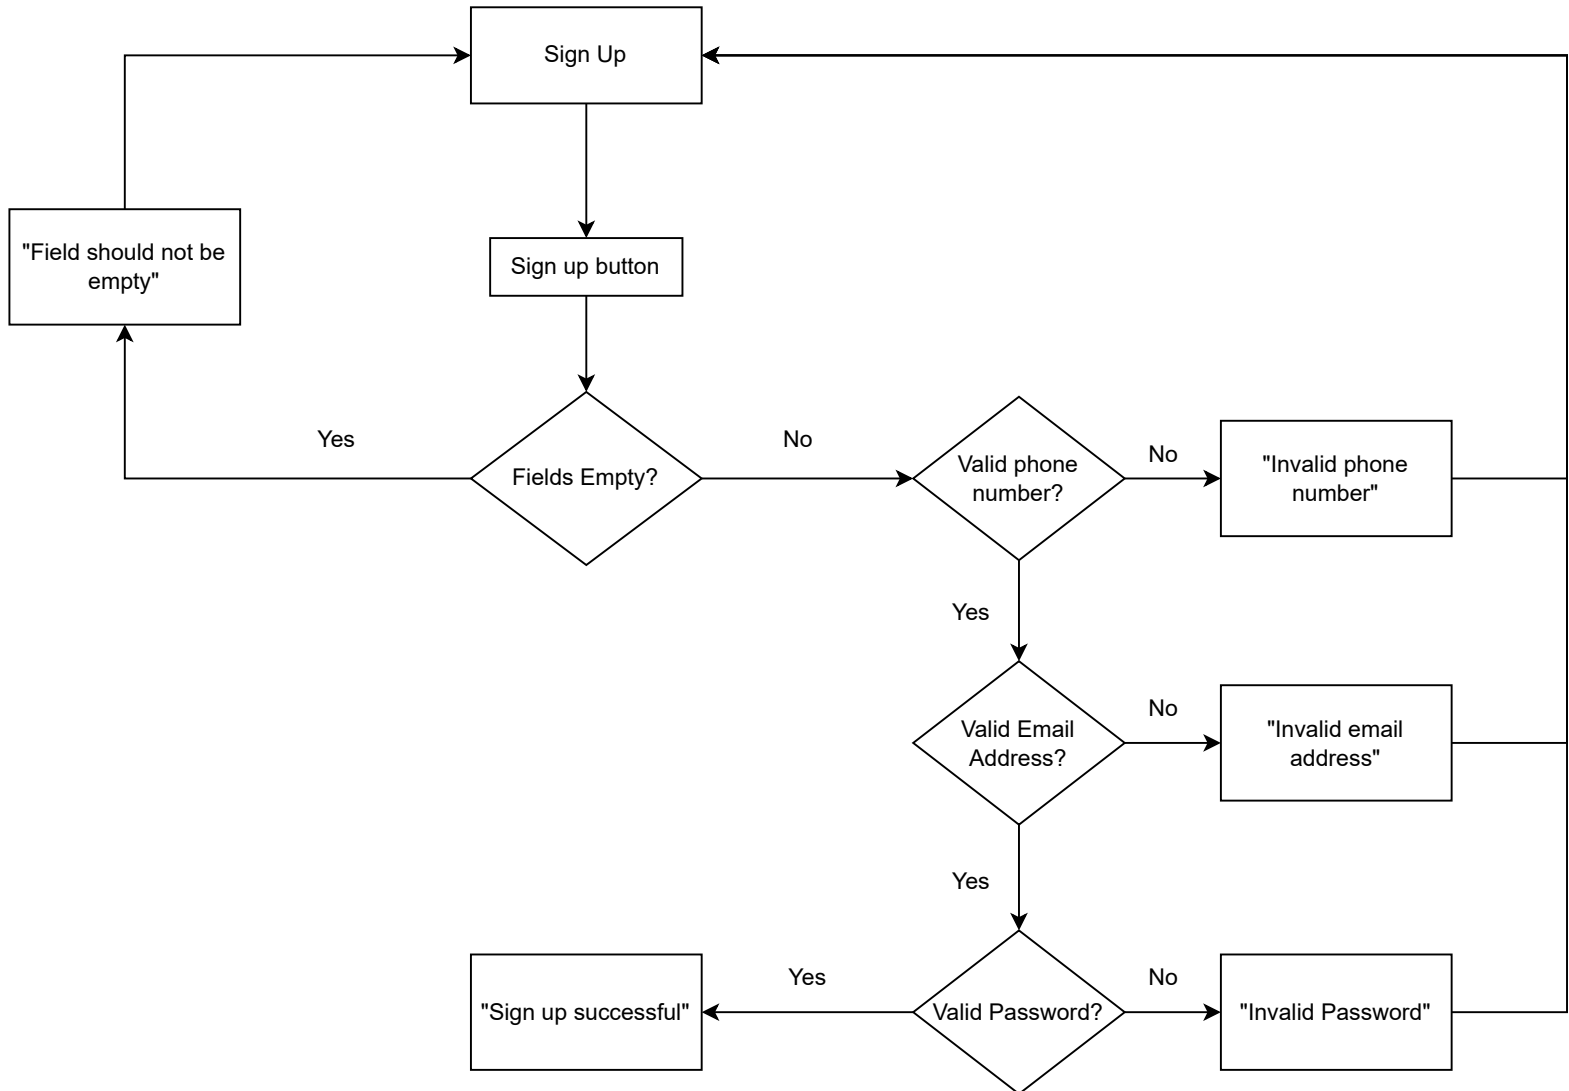 Sign Up
"Field should not be
empty"
Sign up button
Yes
No
Fields Empty?
Valid phone
number?
No
"Invalid phone
number"
Yes
Valid Email
Address?
No
"Invalid email
address"
Yes
"Sign up successful"
Yes
Valid Password?
No
"Invalid Password"